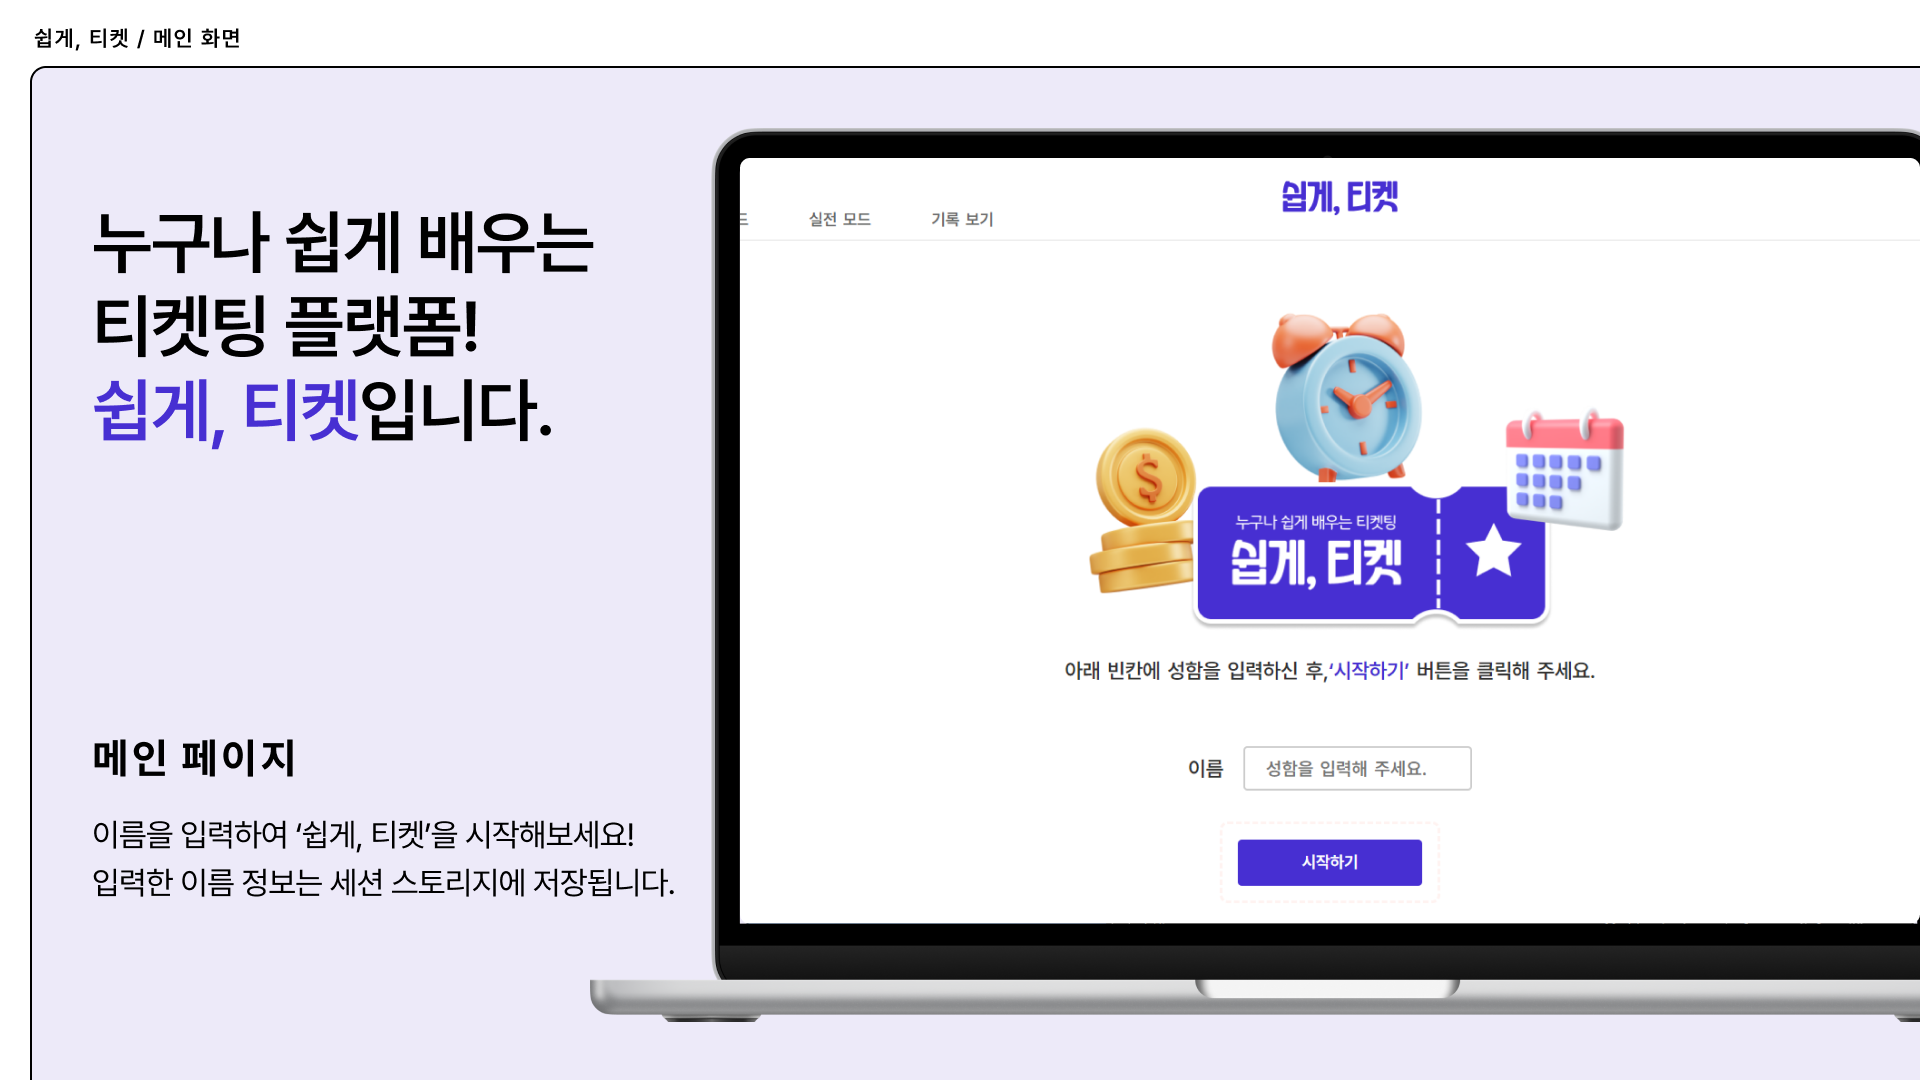 쉽게, 티켓 / 메인 화면
누구나 쉽게 배우는
티켓팅 플랫폼!
쉽게, 티켓입니다.
메인 페이지
이름을 입력하여 ‘쉽게, 티켓’을 시작해보세요!
입력한 이름 정보는 세션 스토리지에 저장됩니다.
쉽게, 티켓
드 실전 모드 기록 보기
누구나 쉽게 배우는 티켓팅
쉽게, 티켓
아래 빈칸에 성함을 입력하신 후,‘시작하기’ 버튼을 클릭해 주세요.
이름 성함을 입력해 주세요.
시작하기